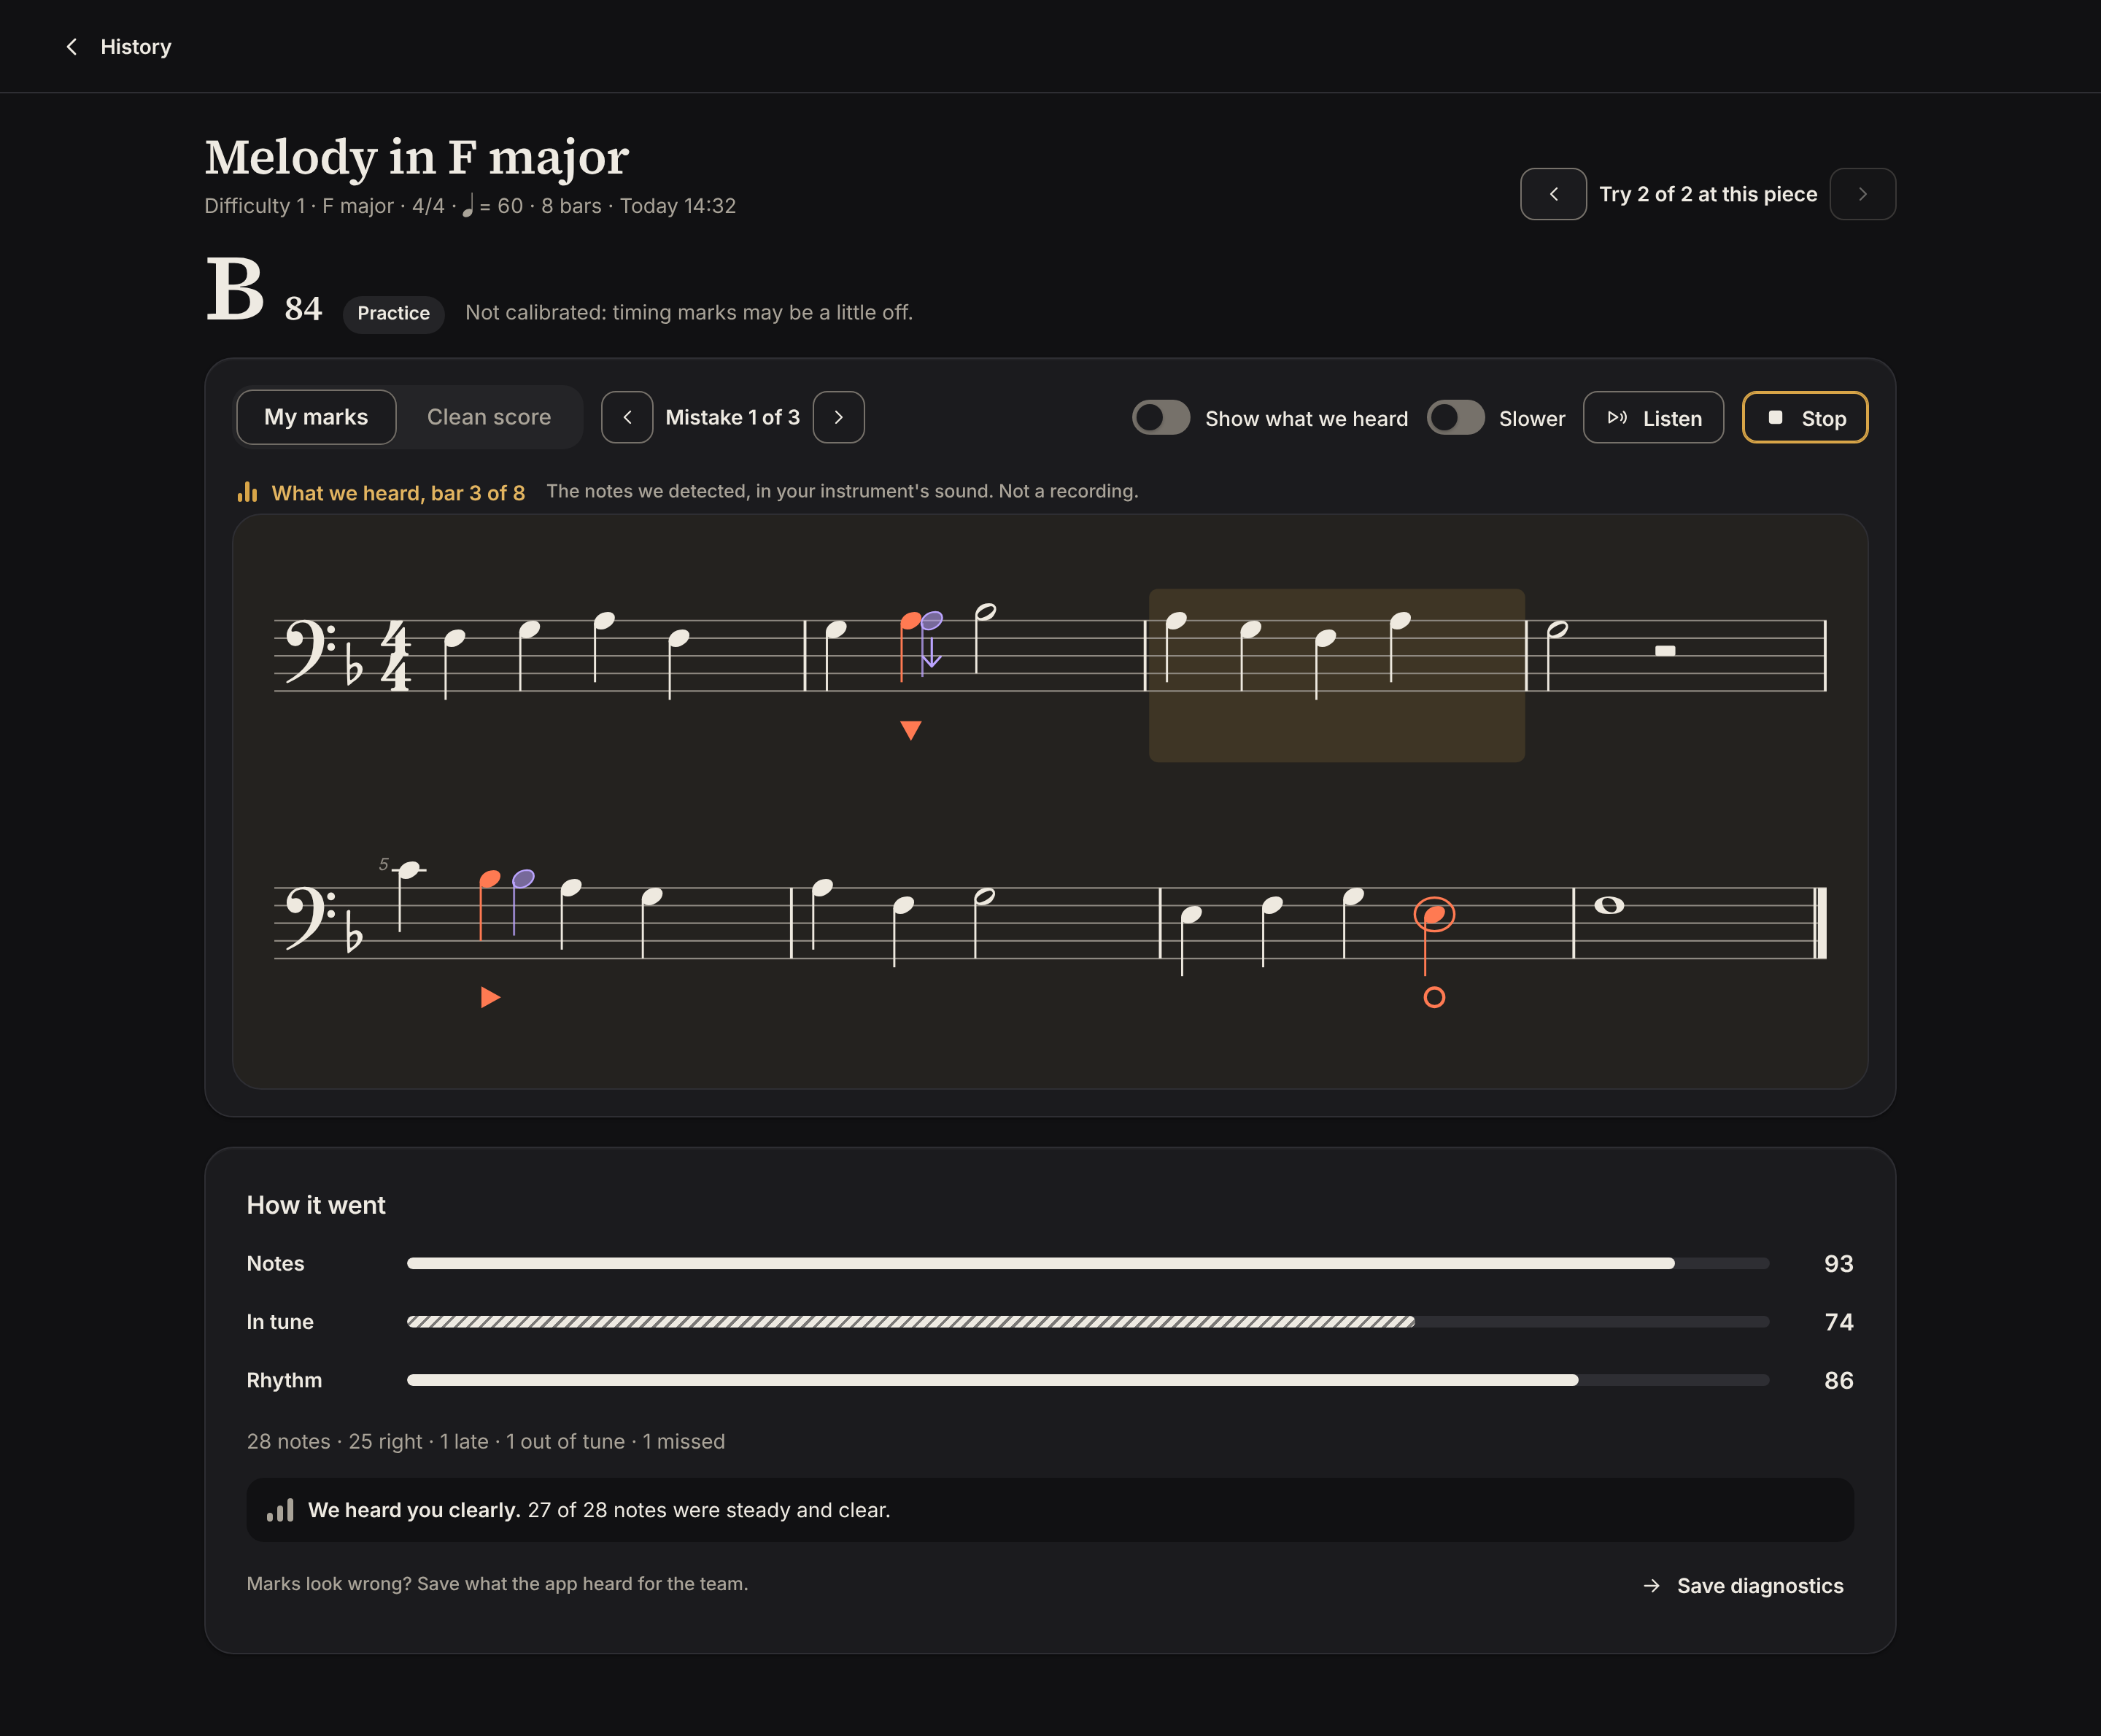 History
Melody in F major
Difficulty 1 · F major · 4/4 · ♩ = 60 · 8 bars · Today 14:32
Try 2 of 2 at this piece
B 84 Practice Not calibrated: timing marks may be a little off.
My marks Clean score Mistake 1 of 3 Show what we heard Slower Listen Stop
What we heard, bar 3 of 8 The notes we detected, in your instrument's sound. Not a recording.
4
4
5
How it went
Notes 93
In tune 74
Rhythm 86
28 notes · 25 right · 1 late · 1 out of tune · 1 missed
We heard you clearly. 27 of 28 notes were steady and clear.
Marks look wrong? Save what the app heard for the team. Save diagnostics